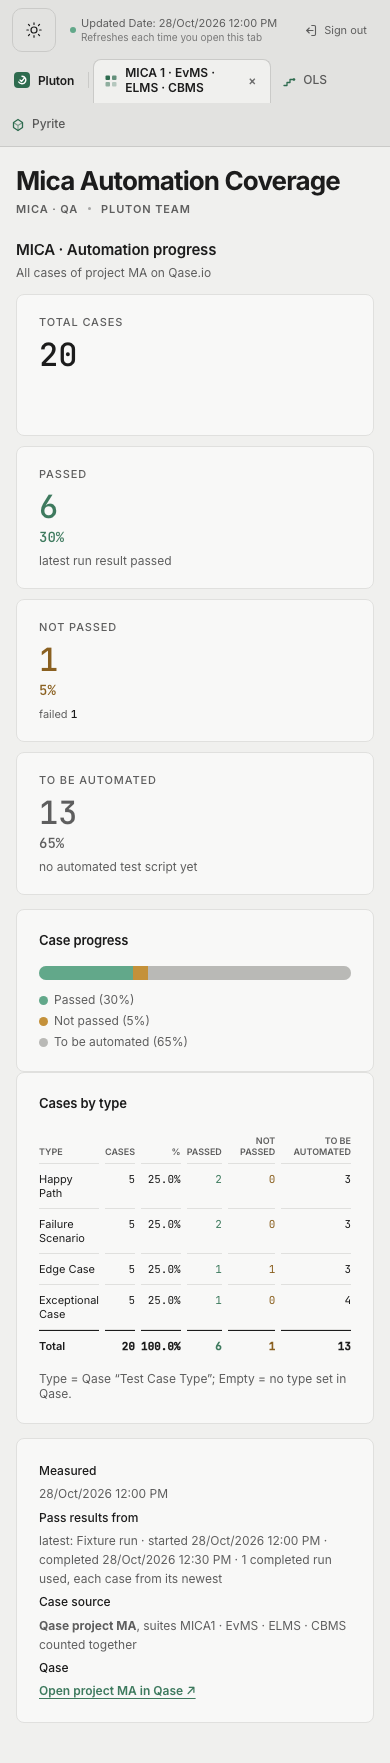 Updated Date: 28/Oct/2026 12:00 PM
Refreshes each time you open this tab
Sign out
Pluton
MICA 1 · EvMS ·
ELMS · CBMS
×
OLS
Pyrite
Mica Automation Coverage
MICA · QA • PLUTON TEAM
MICA · Automation progress
All cases of project MA on Qase.io
TOTAL CASES
20
PASSED
6
30%
latest run result passed
NOT PASSED
1
5%
failed 1
TO BE AUTOMATED
13
65%
no automated test script yet
Case progress
Passed (30%)
Not passed (5%)
To be automated (65%)
Cases by type
TYPE CASES % PASSED NOT PASSED TO BE AUTOMATED
Happy Path 5 25.0% 2 0 3
Failure Scenario 5 25.0% 2 0 3
Edge Case 5 25.0% 1 1 3
Exceptional Case 5 25.0% 1 0 4
Total 20 100.0% 6 1 13
Type = Qase “Test Case Type”; Empty = no type set in
Qase.
Measured
28/Oct/2026 12:00 PM
Pass results from
latest: Fixture run · started 28/Oct/2026 12:00 PM ·
completed 28/Oct/2026 12:30 PM · 1 completed run
used, each case from its newest
Case source
Qase project MA, suites MICA1 · EvMS · ELMS · CBMS
counted together
Qase
Open project MA in Qase ↗